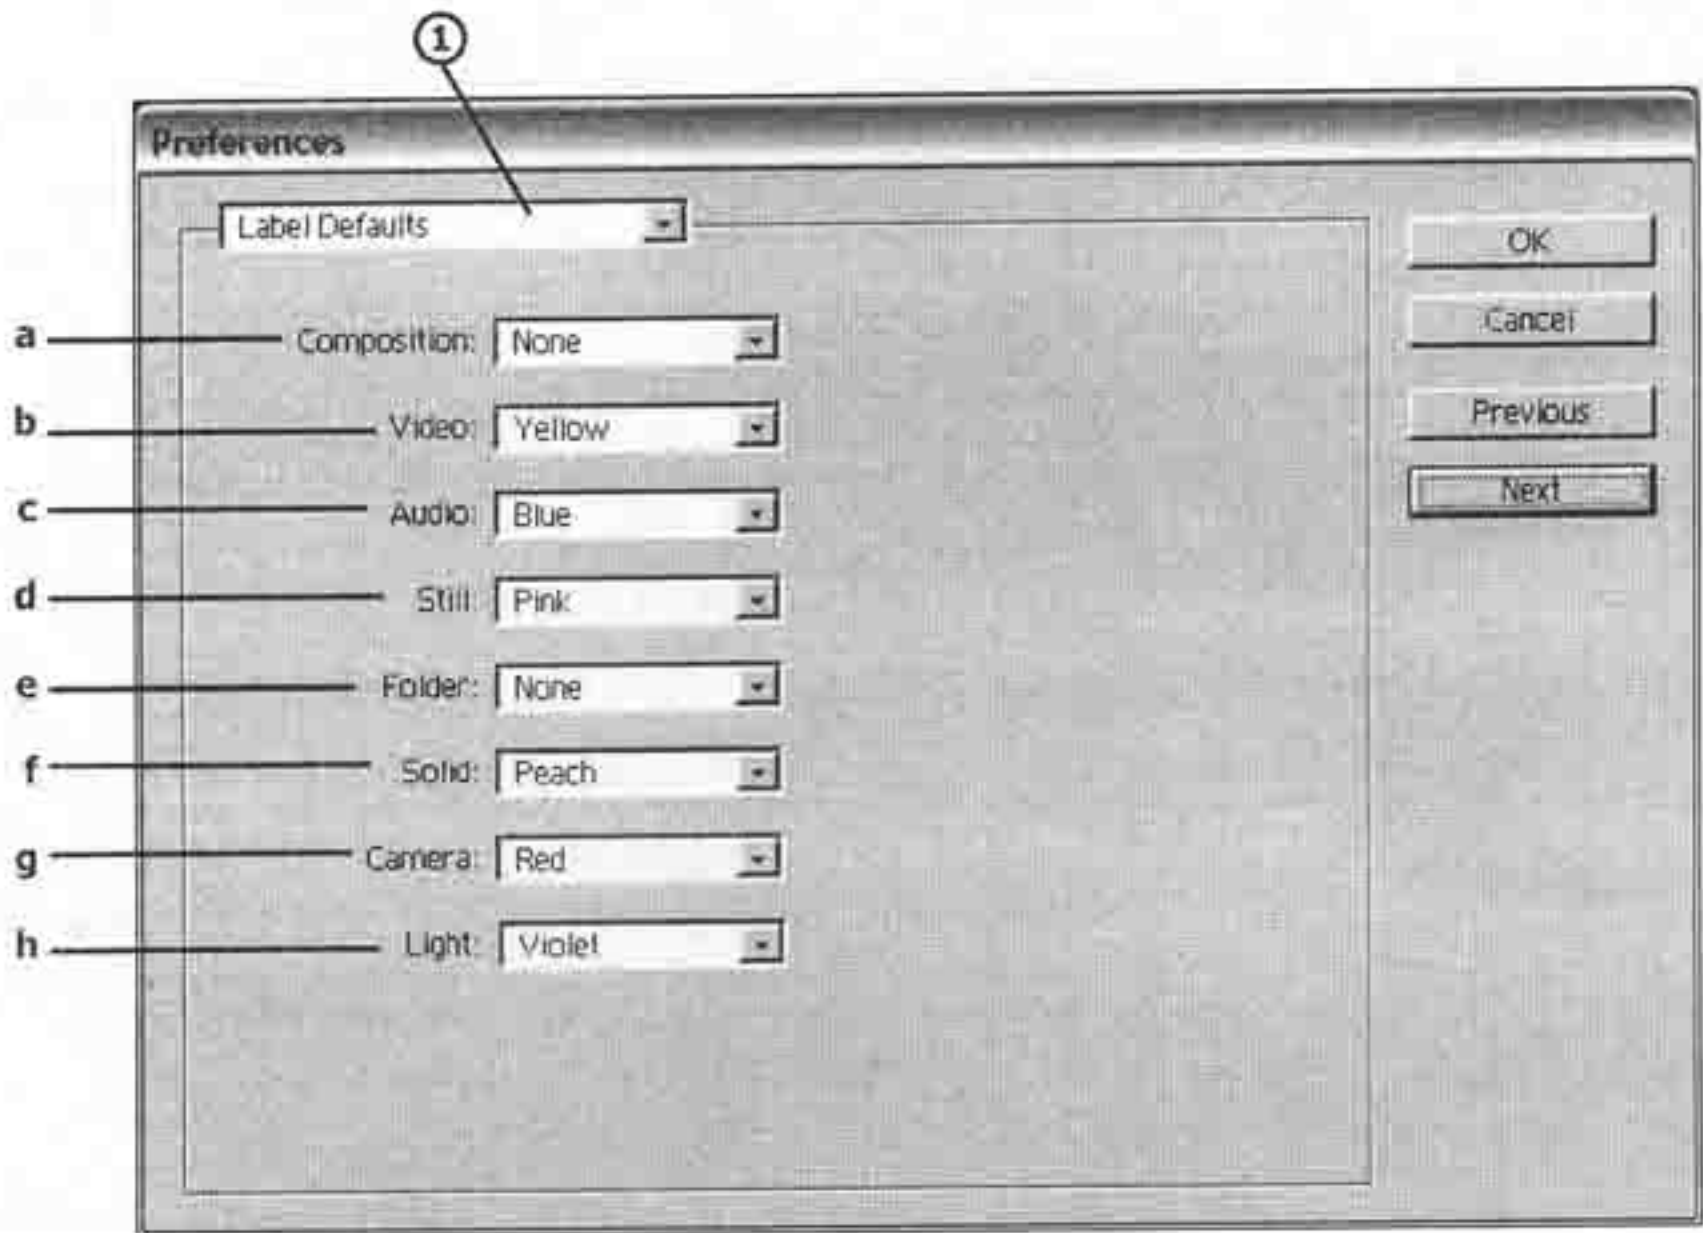 1
Preferences
Label Defaults
OK
a Composition: None
Cancel
b Video: Yellow
Previous
c Audio: Blue
Next
d Still: Pink
e Folder: None
f Solid: Peach
g Camera: Red
h Light: Violet